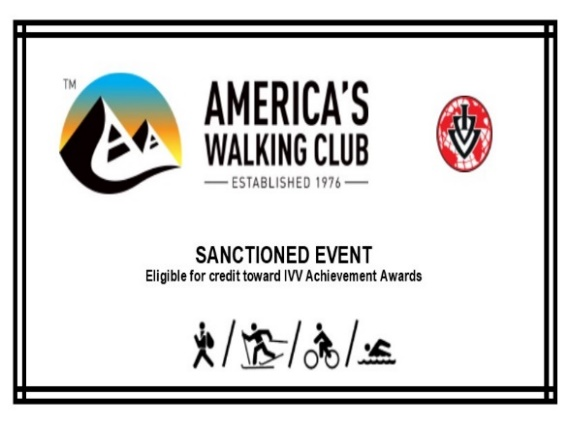 TM
AMERICA'S
WALKING CLUB
ESTABLISHED 1976
SANCTIONED EVENT
Eligible for credit toward IVV Achievement Awards